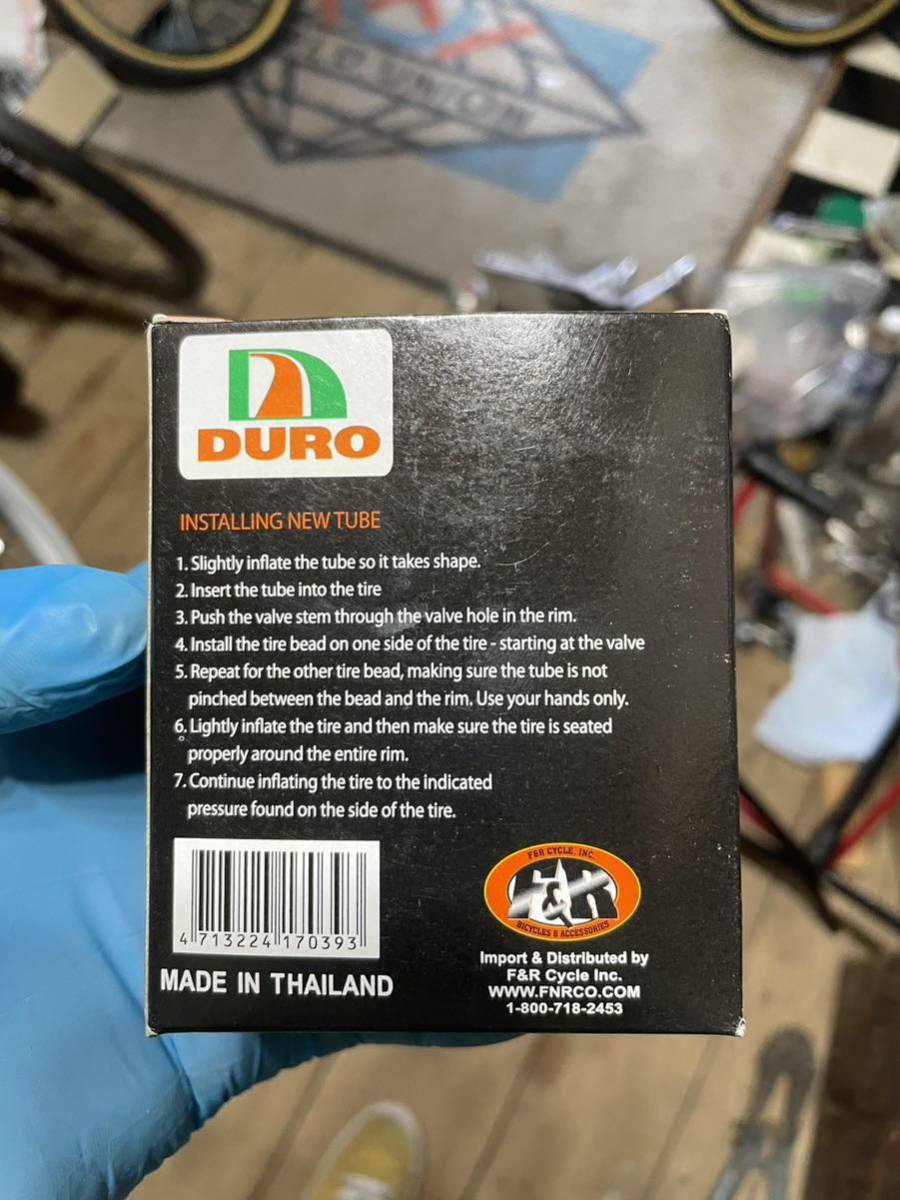 UNION
DURO
INSTALLING NEW TUBE
1. Slightly inflate the tube so it takes shape.
2. Insert the tube into the tire
3. Push the valve stem through the valve hole in the rim.
4. Install the tire bead on one side of the tire - starting at the valve
5. Repeat for the other tire bead, making sure the tube is not
pinched between the bead and the rim. Use your hands only.
6. Lightly inflate the tire and then make sure the tire is seated
properly around the entire rim.
7. Continue inflating the tire to the indicated
pressure found on the side of the tire.
4 713224 170393
MADE IN THAILAND
F&R CYCLE, INC
F&R
BICYCLES & ACCESSORIES
Import & Distributed by
F&R Cycle Inc.
WWW.FNRCO.COM
1-800-718-2453